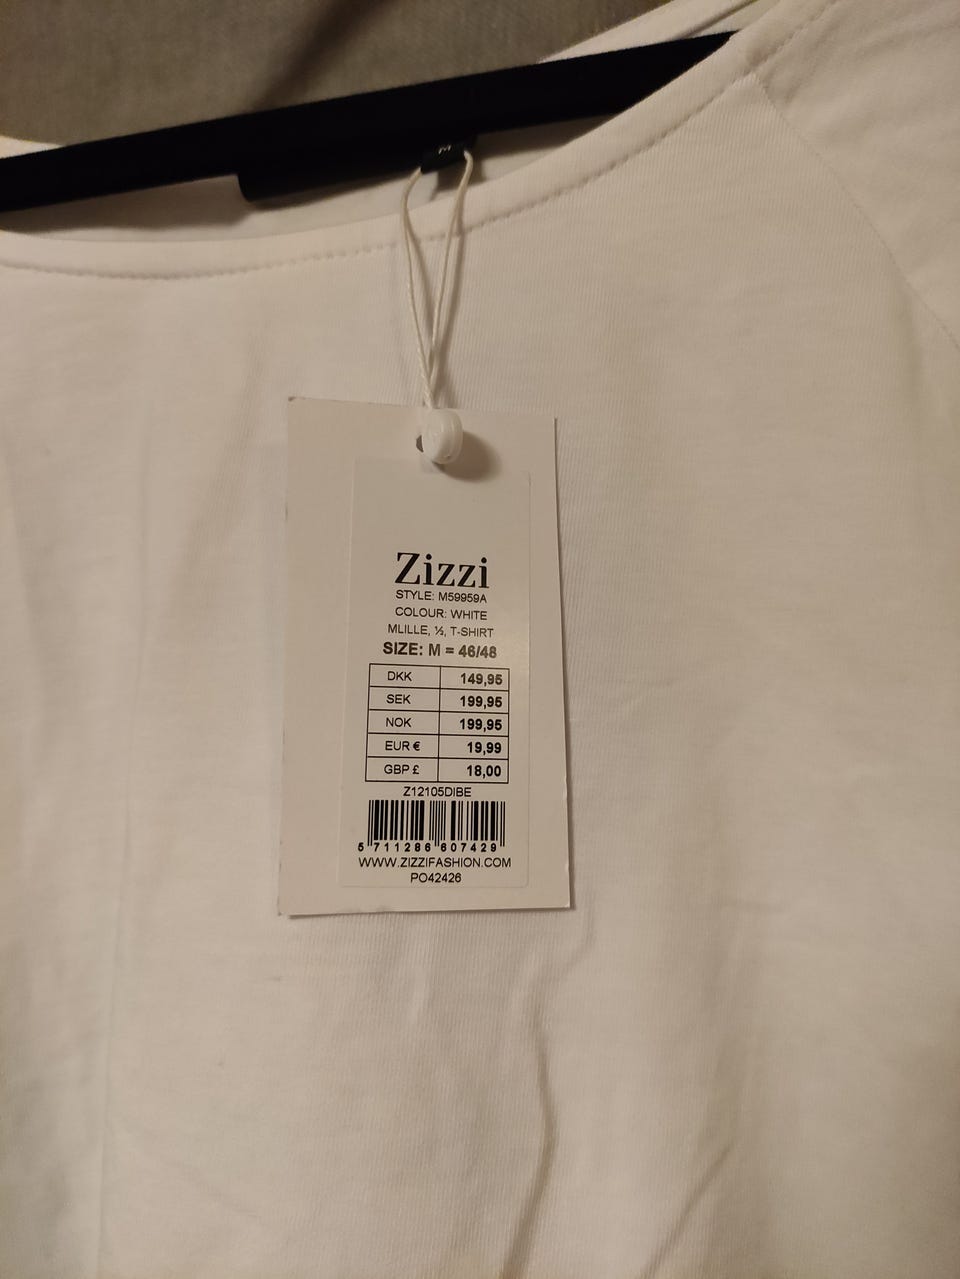 M
Zizzi
STYLE: M59959A
COLOUR: WHITE
MLILLE, ½, T-SHIRT
SIZE: M = 46/48
DKK 149,95
SEK 199,95
NOK 199,95
EUR € 19,99
GBP £ 18,00
Z12105DIBE
5 711286 607429
WWW.ZIZZIFASHION.COM
PO42426